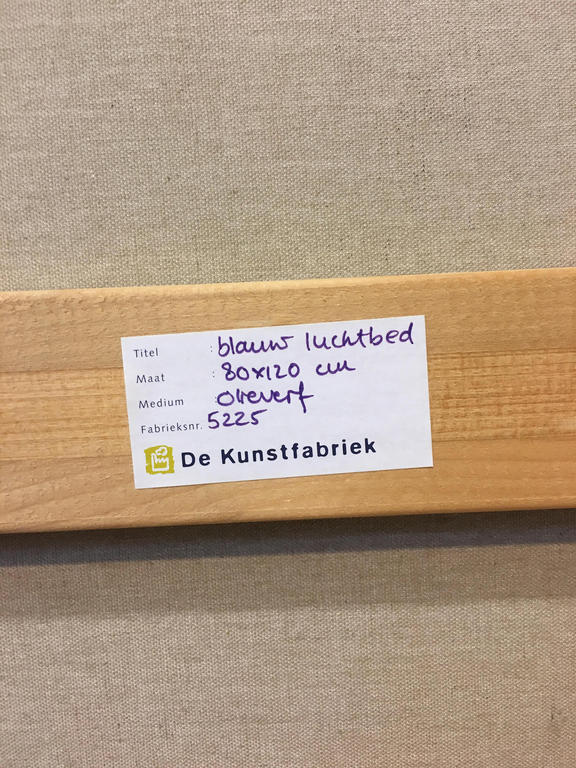 Titel : blauw luchtbed
Maat : 80x120 cm
Medium : olieverf
Fabrieksnr. 5225
De Kunstfabriek